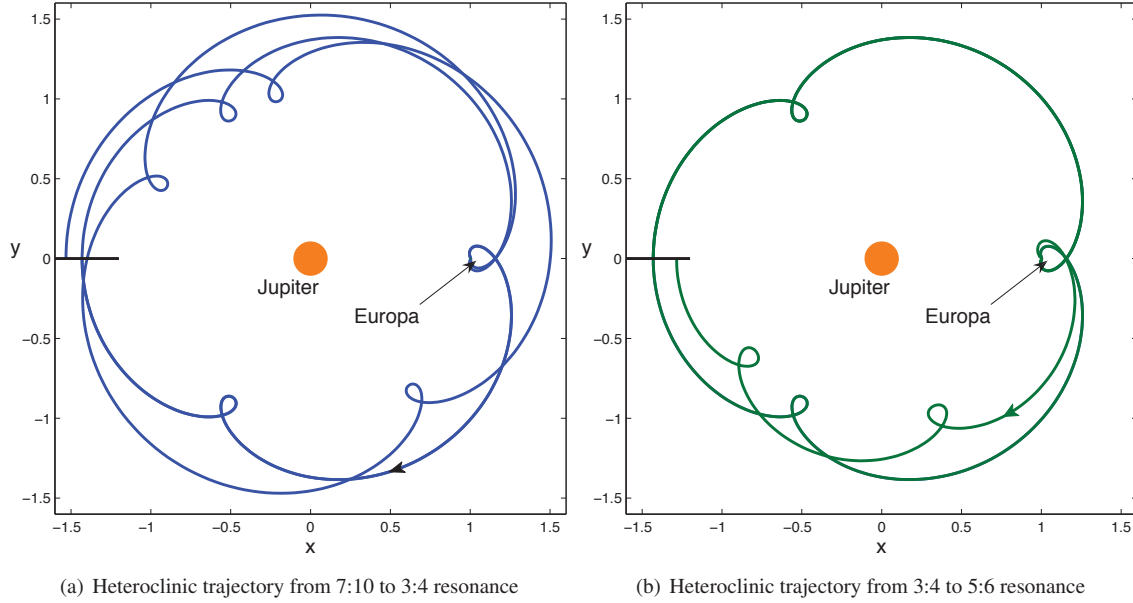 1.5
1
0.5
y
0
−0.5
−1
−1.5
Jupiter
Europa
−1.5 −1 −0.5 0 0.5 1 1.5
x
(a) Heteroclinic trajectory from 7:10 to 3:4 resonance
1.5
1
0.5
y
0
−0.5
−1
−1.5
Jupiter
Europa
−1.5 −1 −0.5 0 0.5 1 1.5
x
(b) Heteroclinic trajectory from 3:4 to 5:6 resonance